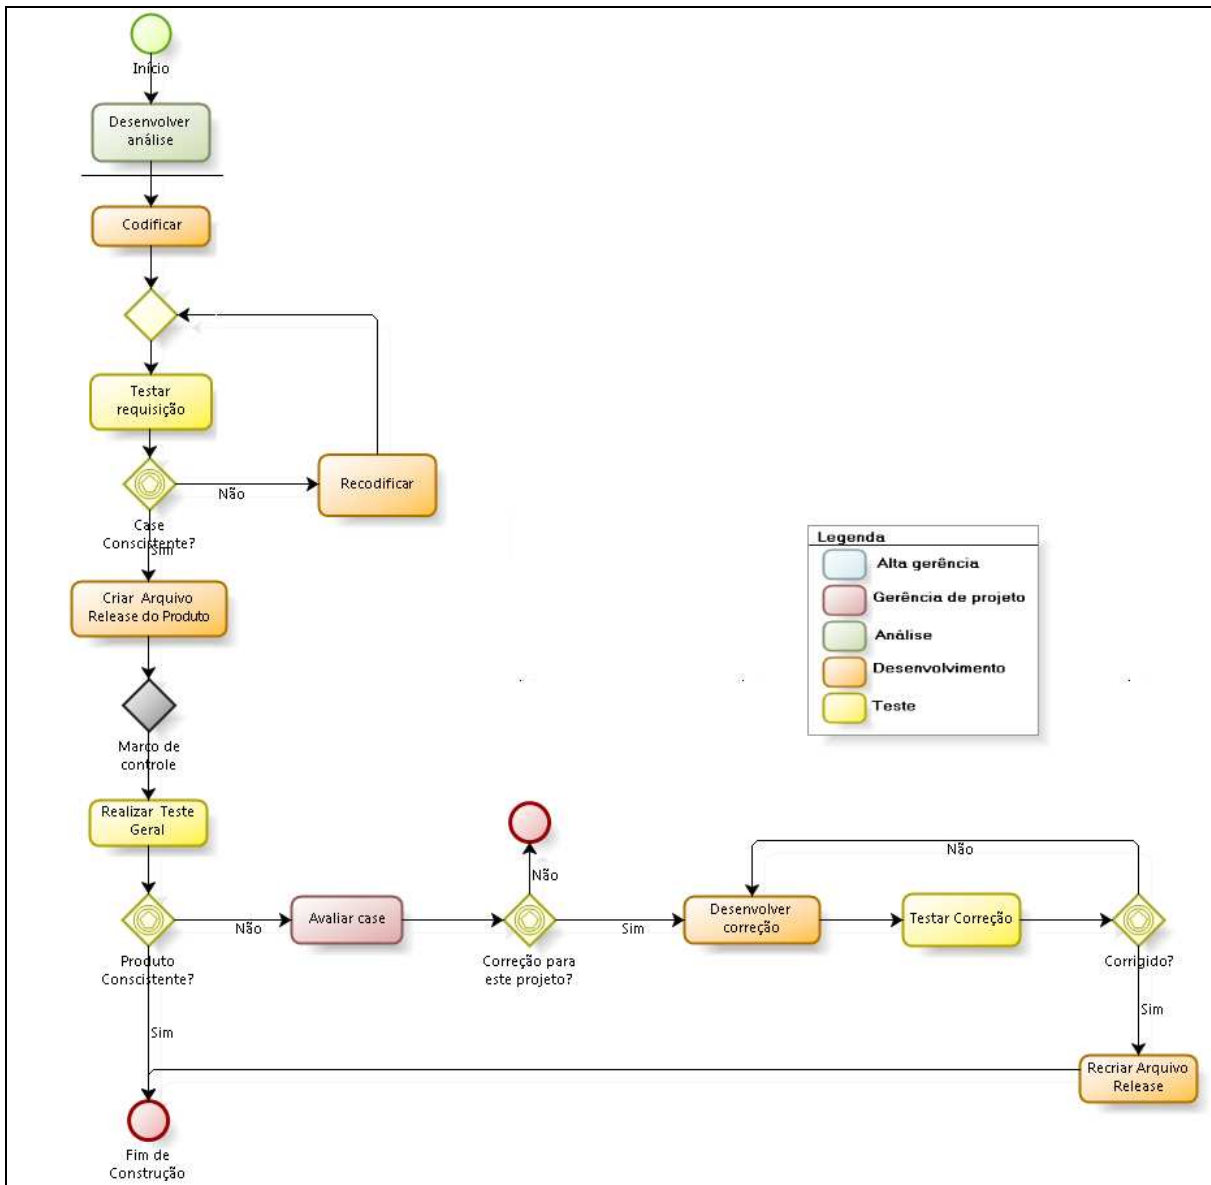 Início
Desenvolver
análise
Codificar
Testar
requisição
Não
Recodificar
Case
Conscistente?
Sim
Criar Arquivo
Release do Produto
Marco de
controle
Realizar Teste
Geral
Produto
Conscistente?
Não
Avaliar case
Não
Correção para
este projeto?
Sim
Desenvolver
correção
Testar Correção
Não
Corrigido?
Sim
Recriar Arquivo
Release
Sim
Fim de
Construção
Legenda
Alta gerência
Gerência de projeto
Análise
Desenvolvimento
Teste